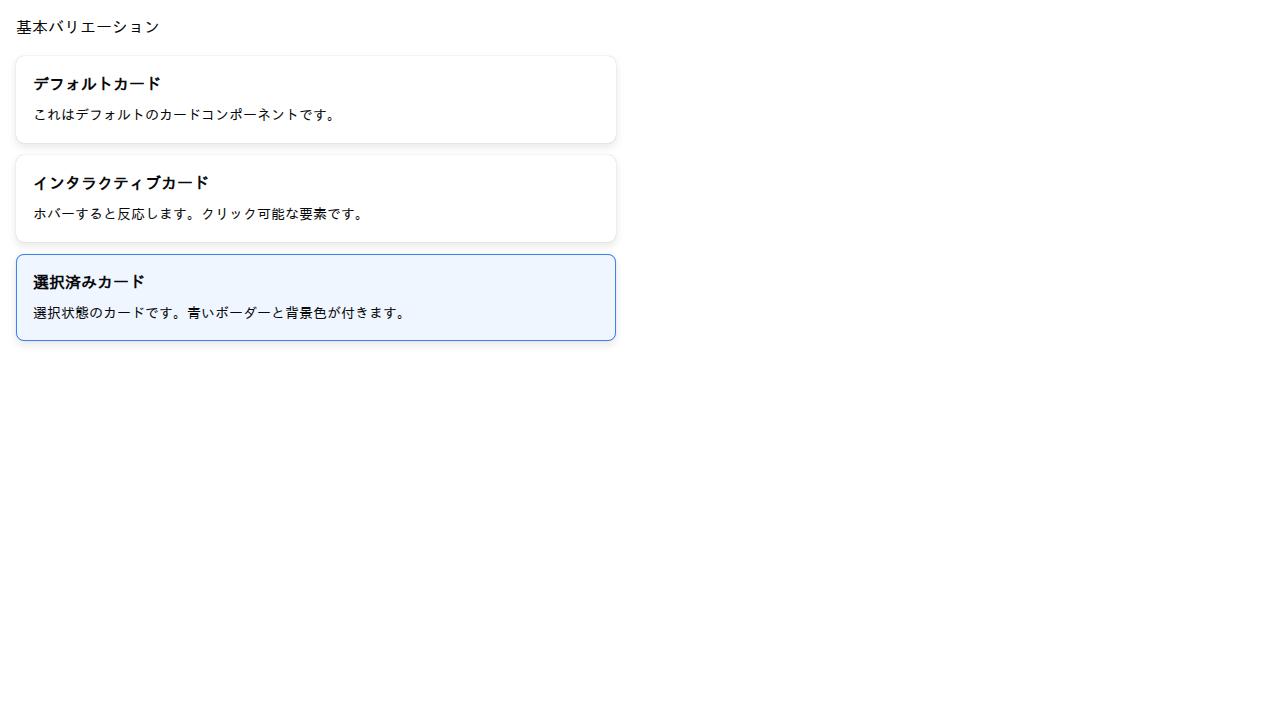 基本バリエーション
デフォルトカード
これはデフォルトのカードコンポーネントです。
インタラクティブカード
ホバーすると反応します。クリック可能な要素です。
選択済みカード
選択状態のカードです。青いボーダーと背景色が付きます。